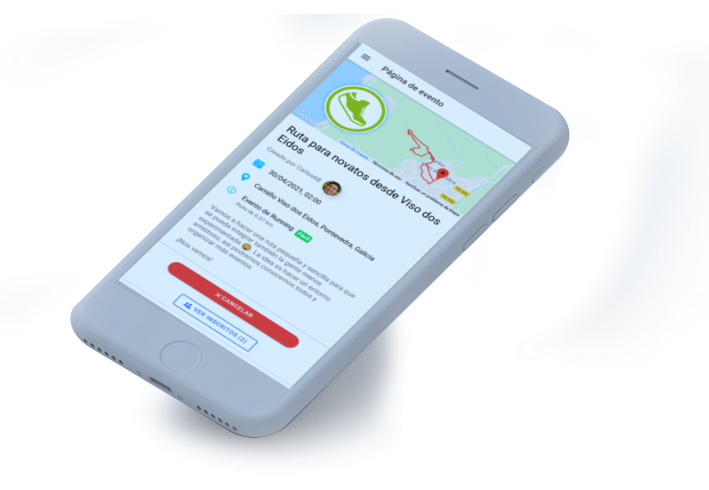 Página de evento
Google
Ruta para novatos desde Viso dos
Eidos
Creado por Carlos68
30/04/2021, 02:00
Camiño Viso dos Eidos, Pontevedra, Galicia
Evento de Running
Ruta de 6.37 km
Vamos a hacer una ruta pequeña y sencilla para que
se pueda integrar también la gente menos
experimentada 😄. La idea es hacer un entorno
amistoso, así podremos conocernos todos y
organizar más eventos.
¡Nos vemos!
✕ CANCELAR
VER INSCRITOS (2)